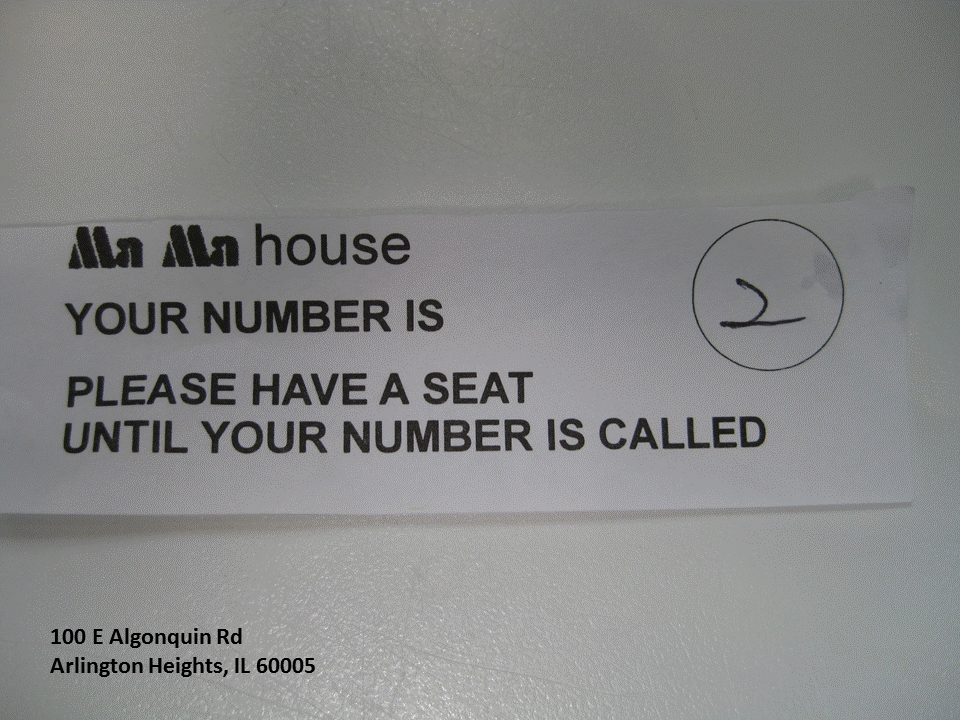 Ma Ma house
YOUR NUMBER IS
2
PLEASE HAVE A SEAT
UNTIL YOUR NUMBER IS CALLED
100 E Algonquin Rd
Arlington Heights, IL 60005